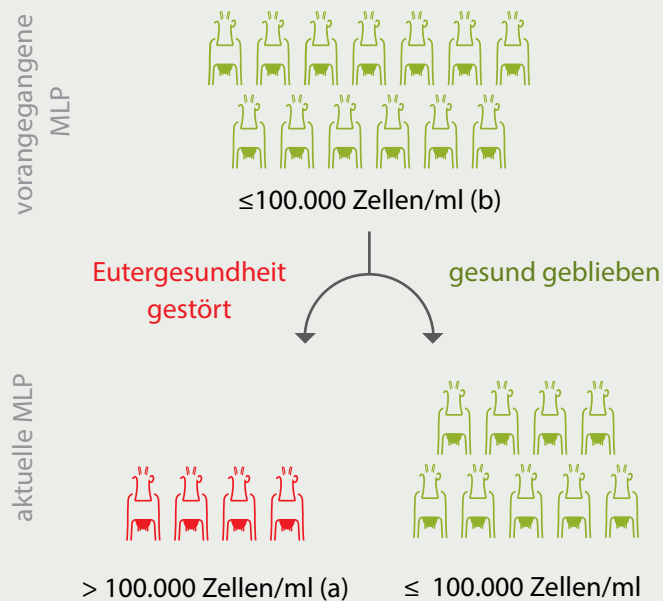 vorangegangene
MLP
≤100.000 Zellen/ml (b)
Eutergesundheit
gestört
gesund geblieben
aktuelle MLP
> 100.000 Zellen/ml (a)
≤ 100.000 Zellen/ml